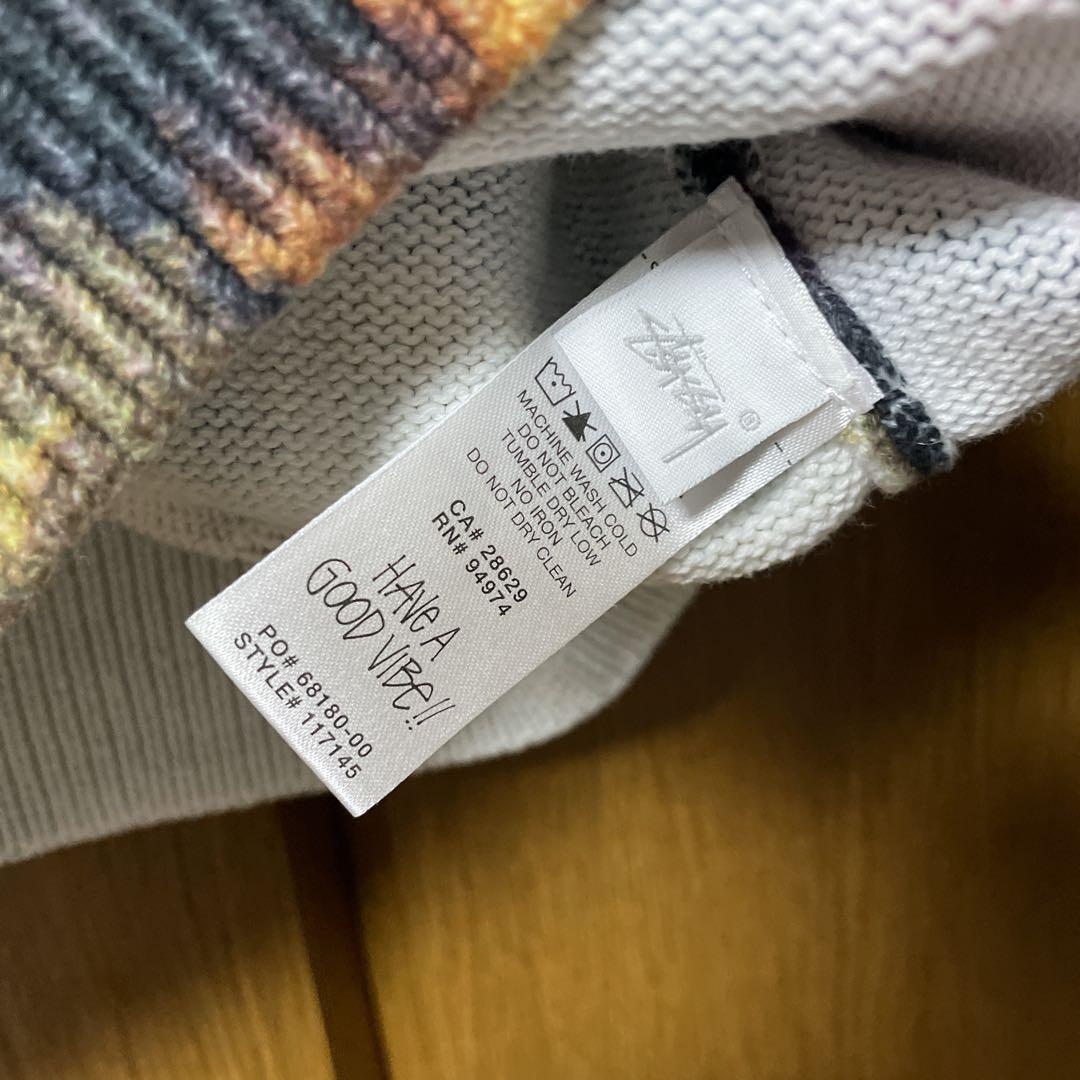 Stüssy ®
MACHINE WASH COLD
DO NOT BLEACH
TUMBLE DRY LOW
NO IRON
DO NOT DRY CLEAN
CA# 28629
RN# 94974
HAVE A
GOOD VIBE!!
PO# 68180-00
STYLE# 117145